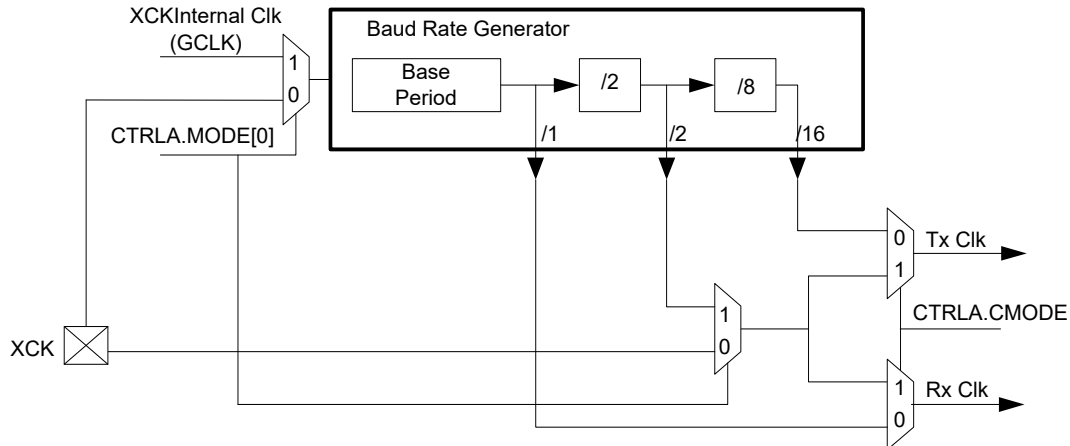 XCKInternal Clk
(GCLK)
Baud Rate Generator
1
0
Base
Period
/2
/8
CTRLA.MODE[0]
/1
/2
/16
0
1
Tx Clk
1
0
CTRLA.CMODE
XCK
1
0
Rx Clk